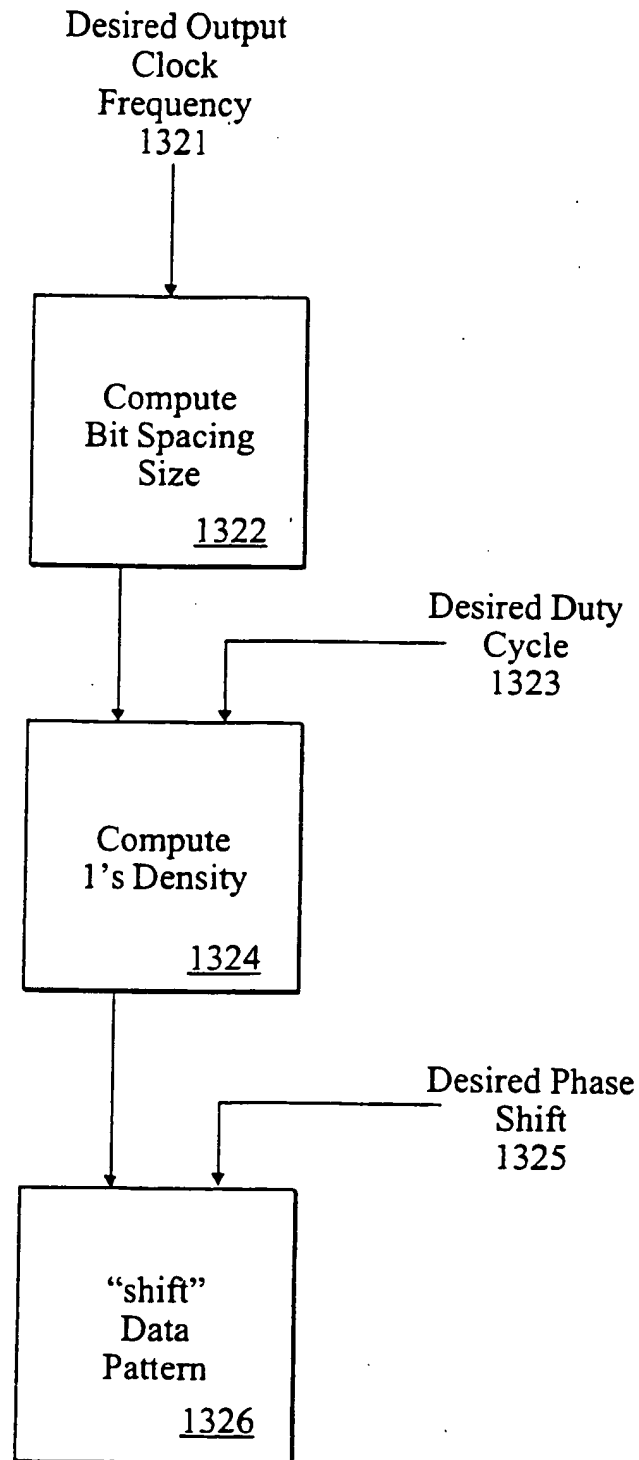 Desired Output
Clock
Frequency
1321
Compute
Bit Spacing
Size
1322
Desired Duty
Cycle
1323
Compute
1's Density
1324
Desired Phase
Shift
1325
“shift”
Data
Pattern
1326